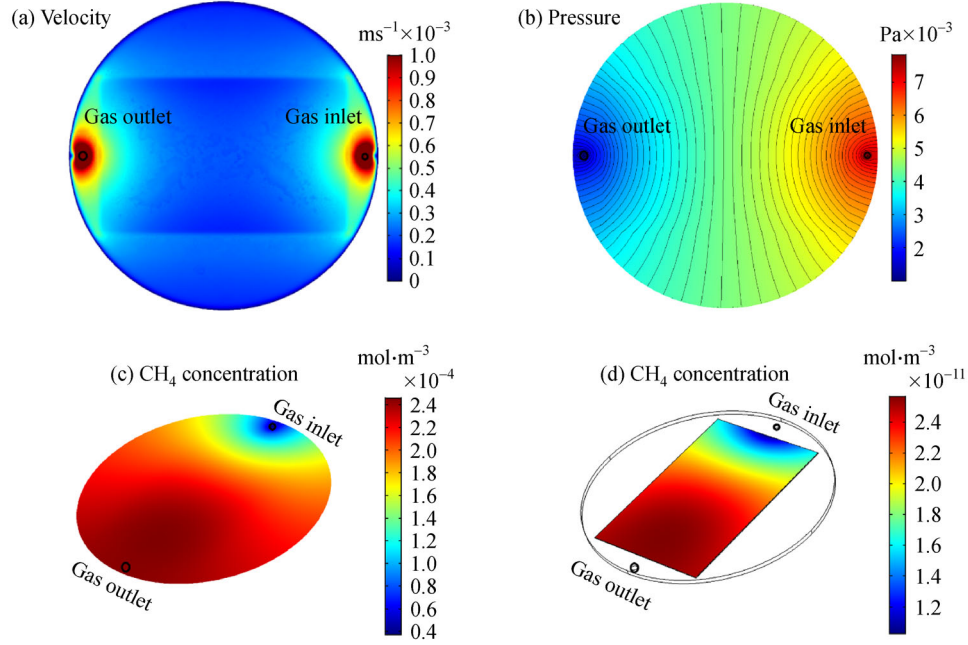 (a) Velocity
ms⁻¹×10⁻³
1.0
0.9
0.8
0.7
0.6
0.5
0.4
0.3
0.2
0.1
0
Gas outlet
Gas inlet
(b) Pressure
Pa×10⁻³
7
6
5
4
3
2
Gas outlet
Gas inlet
(c) CH₄ concentration
mol·m⁻³
×10⁻⁴
2.4
2.2
2.0
1.8
1.6
1.4
1.2
1.0
0.8
0.6
0.4
Gas inlet
Gas outlet
(d) CH₄ concentration
mol·m⁻³
×10⁻¹¹
2.4
2.2
2.0
1.8
1.6
1.4
1.2
Gas inlet
Gas outlet